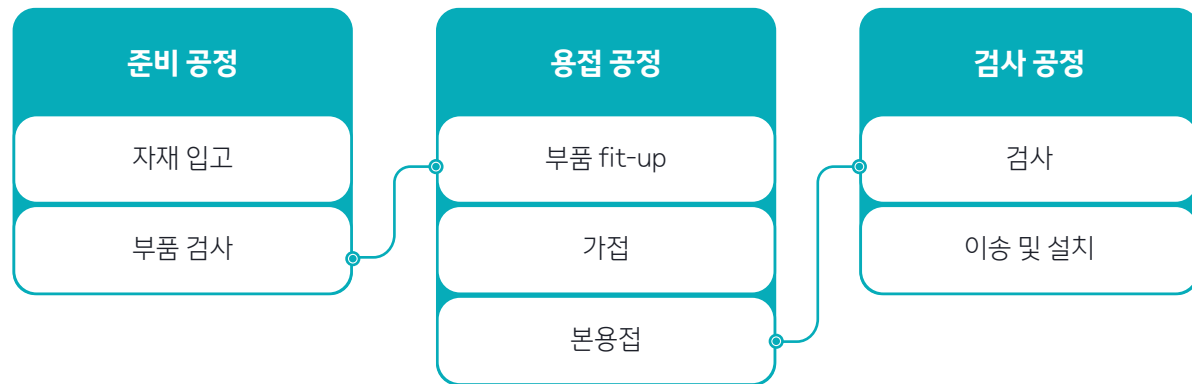 준비 공정
자재 입고
부품 검사
용접 공정
부품 fit-up
가접
본용접
검사 공정
검사
이송 및 설치